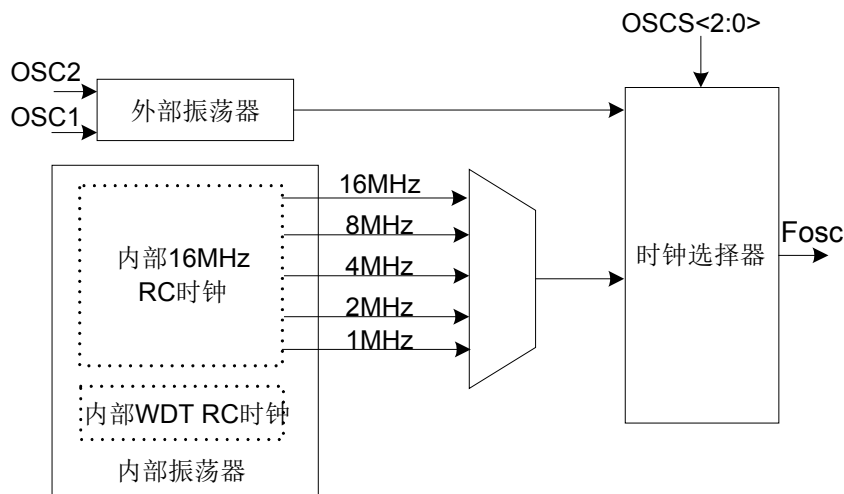 OSCS<2:0>
OSC2
OSC1
外部振荡器
16MHz
8MHz
4MHz
2MHz
1MHz
内部16MHz
RC时钟
时钟选择器
Fosc
内部WDT RC时钟
内部振荡器